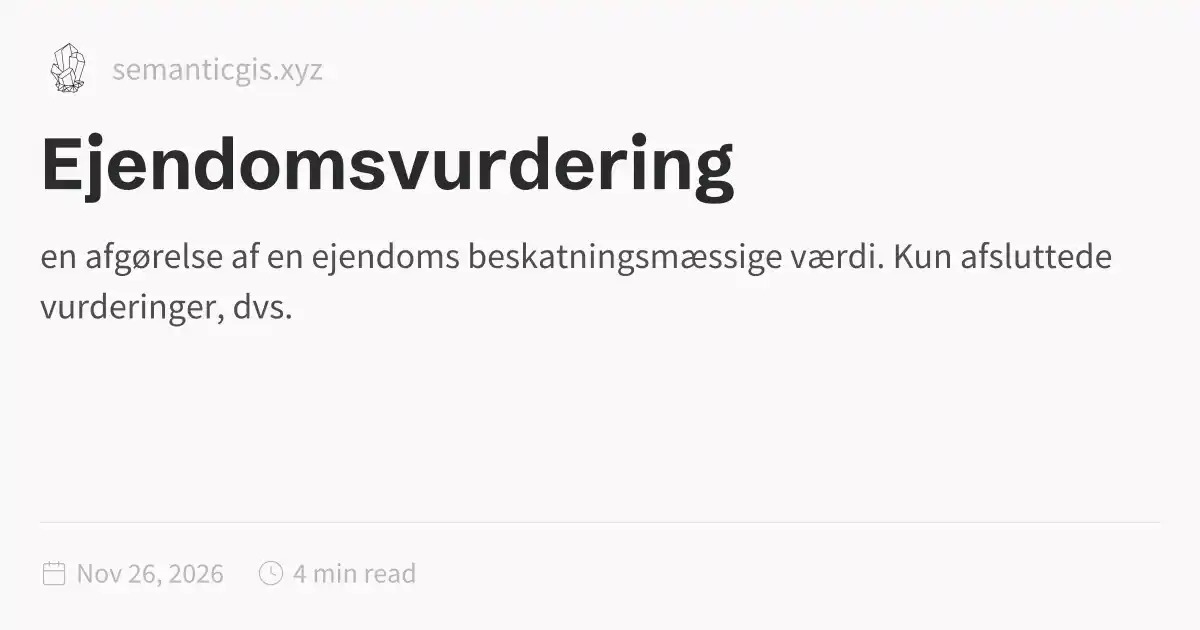 semanticgis.xyz
Ejendomsvurdering
en afgørelse af en ejendoms beskatningsmæssige værdi. Kun afsluttede
vurderinger, dvs.
Nov 26, 2026 4 min read